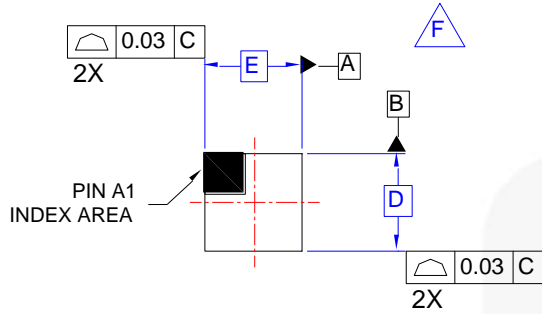 0.03 C
2X
E
A
F
B
PIN A1
INDEX AREA
D
0.03 C
2X